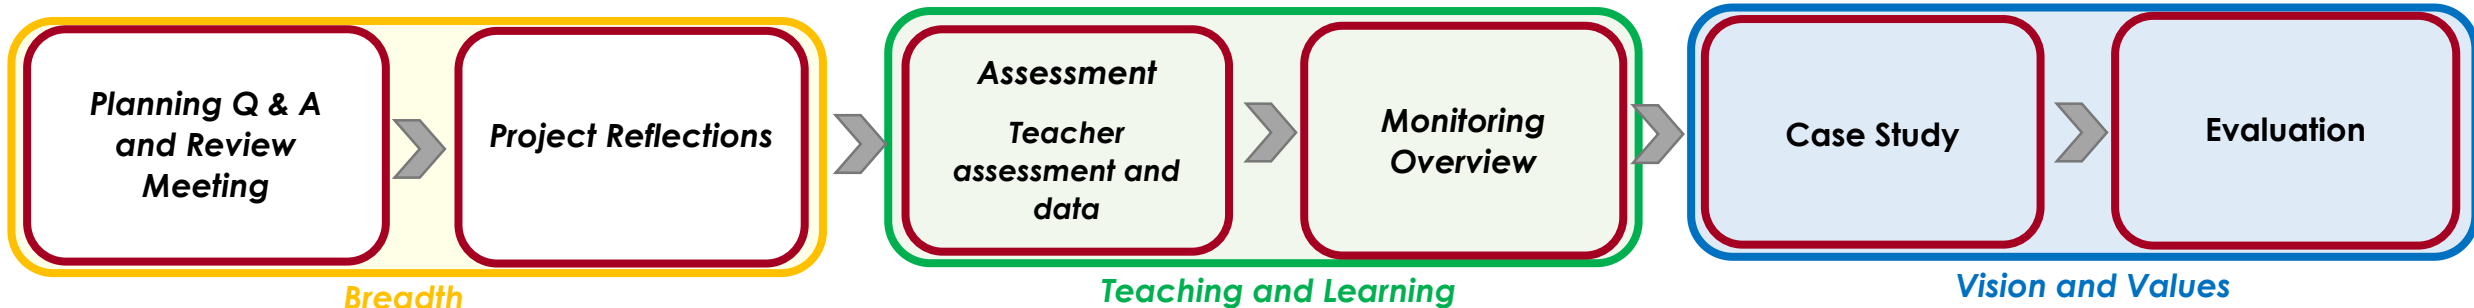 Planning Q & A
and Review
Meeting
Project Reflections
Assessment
Teacher
assessment and
data
Monitoring
Overview
Case Study
Evaluation
Breadth
Teaching and Learning
Vision and Values